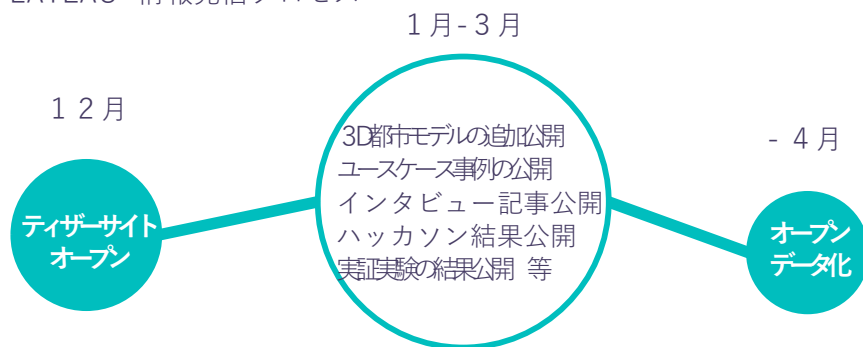 1月-3月
12月
- 4月
3D都市モデルの追加公開
ユースケース事例の公開
インタビュー記事公開
ハッカソン結果公開
実証実験の結果公開 等
ティザーサイト
オープン
オープン
データ化